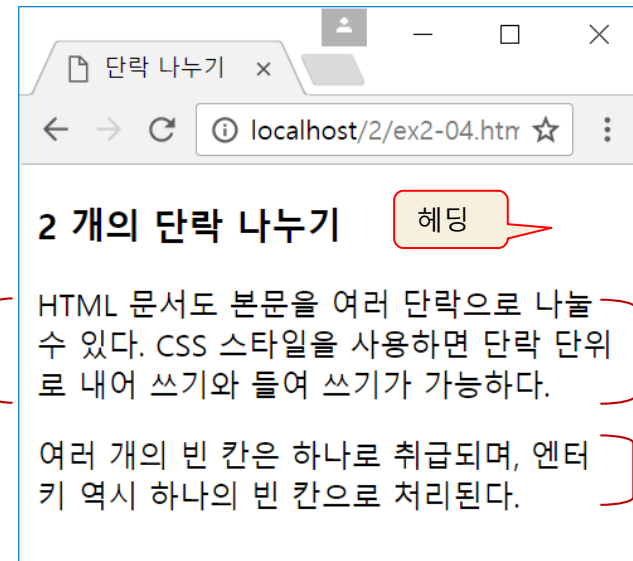 단락 나누기
localhost/2/ex2-04.htm
2 개의 단락 나누기
헤딩
HTML 문서도 본문을 여러 단락으로 나눌
수 있다. CSS 스타일을 사용하면 단락 단위
로 내어 쓰기와 들여 쓰기가 가능하다.
여러 개의 빈 칸은 하나로 취급되며, 엔터
키 역시 하나의 빈 칸으로 처리된다.